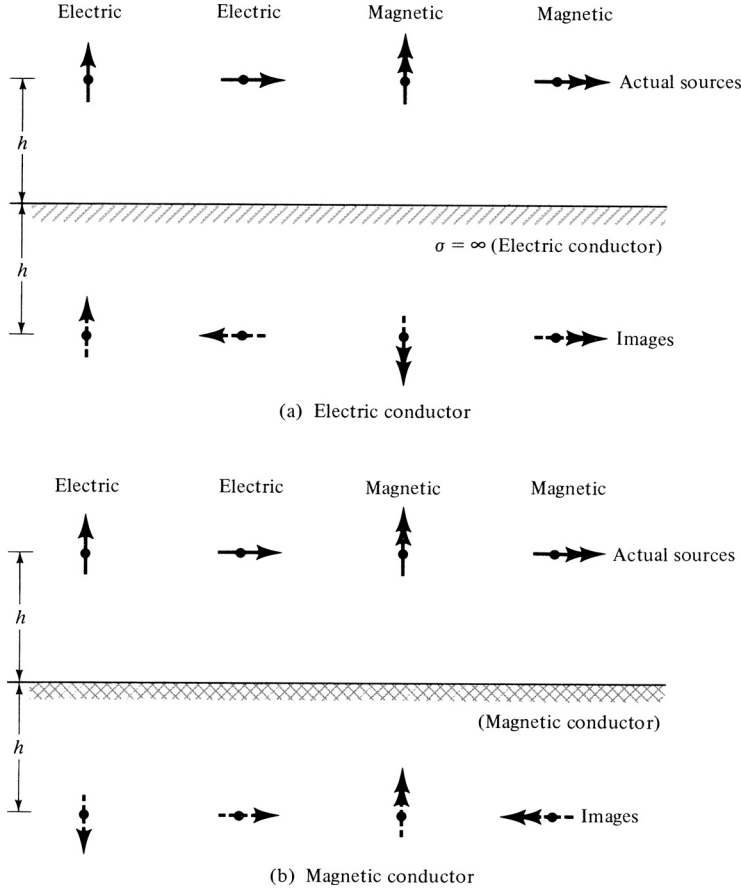 Electric Electric Magnetic Magnetic
Actual sources
h
σ = ∞ (Electric conductor)
h
Images
(a) Electric conductor
Electric Electric Magnetic Magnetic
Actual sources
h
(Magnetic conductor)
h
Images
(b) Magnetic conductor